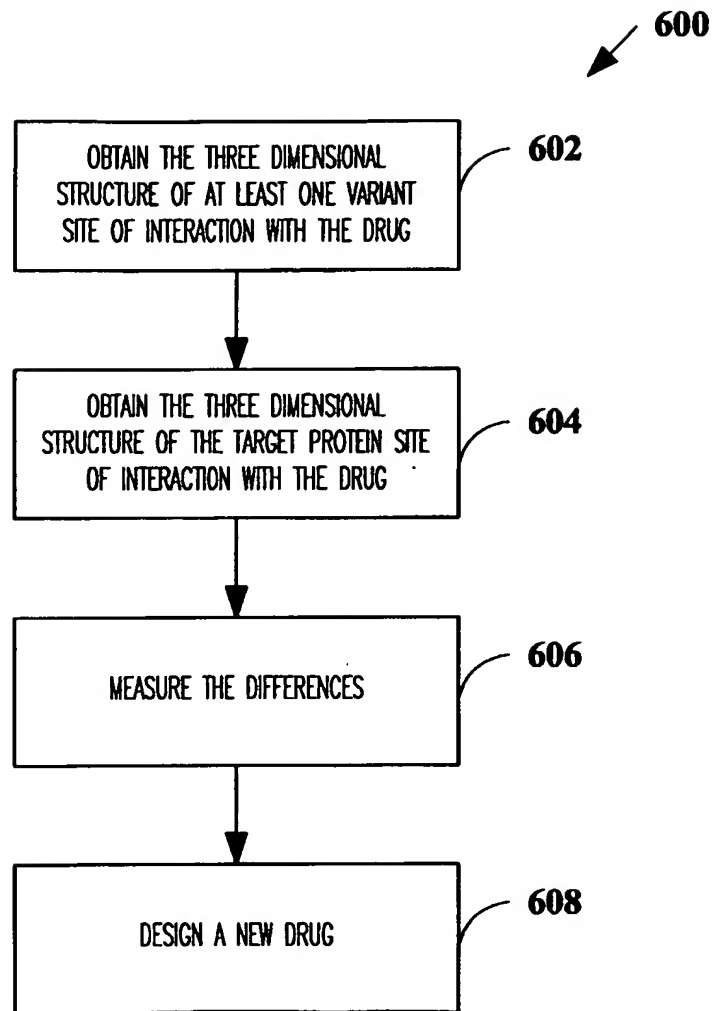 600
OBTAIN THE THREE DIMENSIONAL
STRUCTURE OF AT LEAST ONE VARIANT
SITE OF INTERACTION WITH THE DRUG
602
OBTAIN THE THREE DIMENSIONAL
STRUCTURE OF THE TARGET PROTEIN SITE
OF INTERACTION WITH THE DRUG
604
MEASURE THE DIFFERENCES
606
DESIGN A NEW DRUG
608